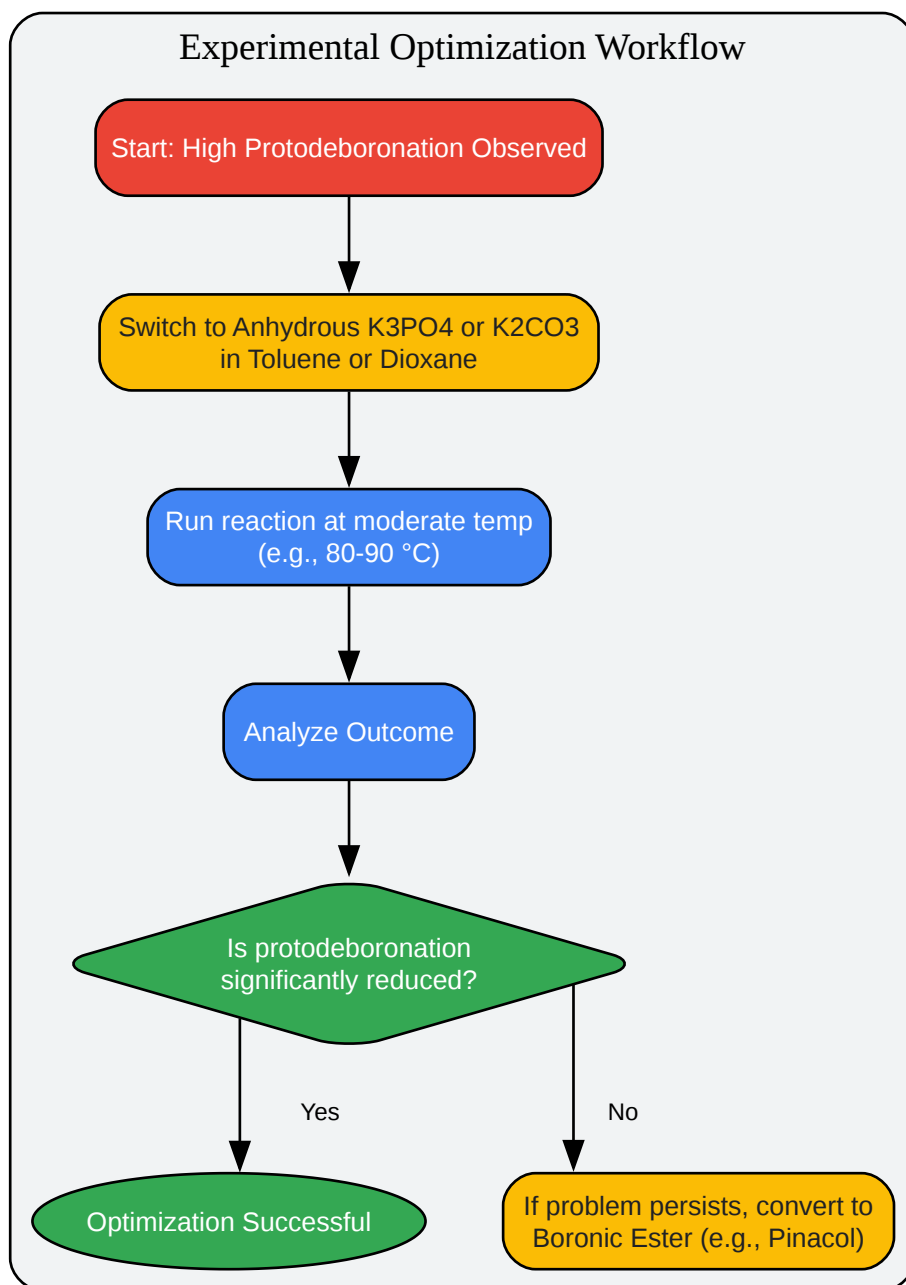 Experimental Optimization Workflow
Start: High Protodeboronation Observed
Switch to Anhydrous K3PO4 or K2CO3
in Toluene or Dioxane
Run reaction at moderate temp
(e.g., 80-90 °C)
Analyze Outcome
Is protodeboronation
significantly reduced?
Yes
No
Optimization Successful
If problem persists, convert to
Boronic Ester (e.g., Pinacol)